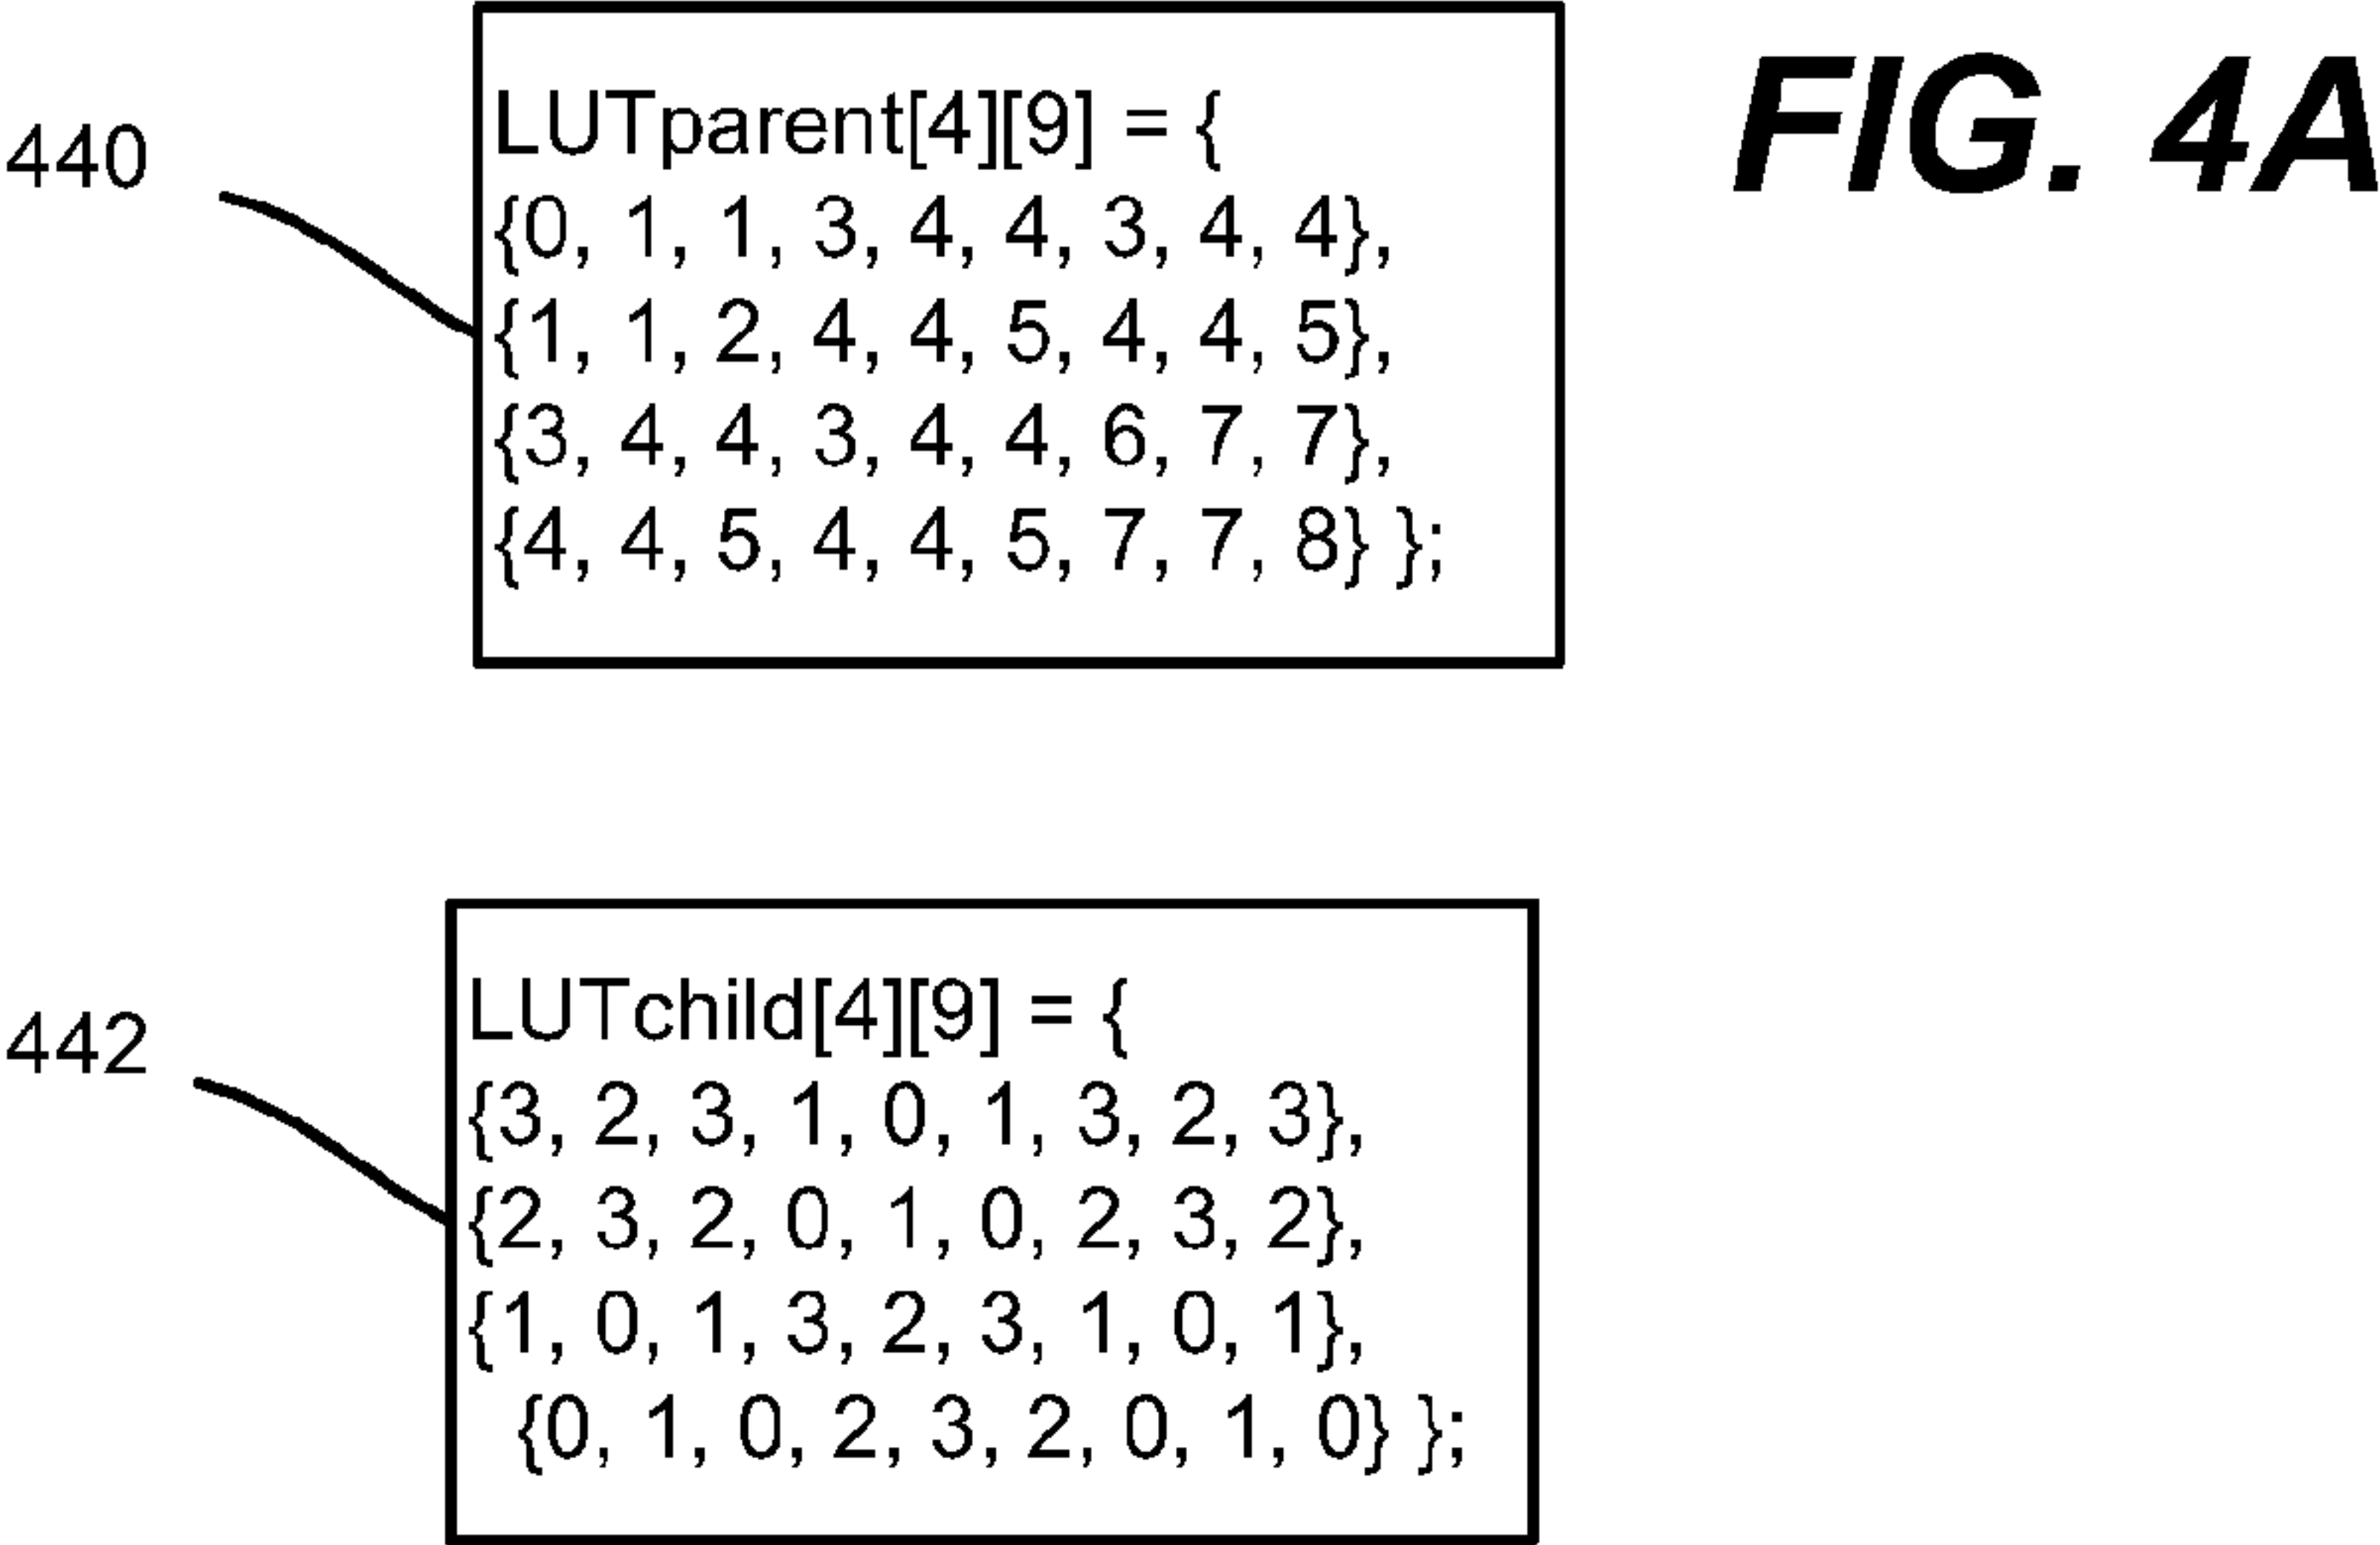 FIG. 4A
440
LUTparent[4][9] = {
{0, 1, 1, 3, 4, 4, 3, 4, 4},
{1, 1, 2, 4, 4, 5, 4, 4, 5},
{3, 4, 4, 3, 4, 4, 6, 7, 7},
{4, 4, 5, 4, 4, 5, 7, 7, 8} };
442
LUTchild[4][9] = {
{3, 2, 3, 1, 0, 1, 3, 2, 3},
{2, 3, 2, 0, 1, 0, 2, 3, 2},
{1, 0, 1, 3, 2, 3, 1, 0, 1},
{0, 1, 0, 2, 3, 2, 0, 1, 0} };